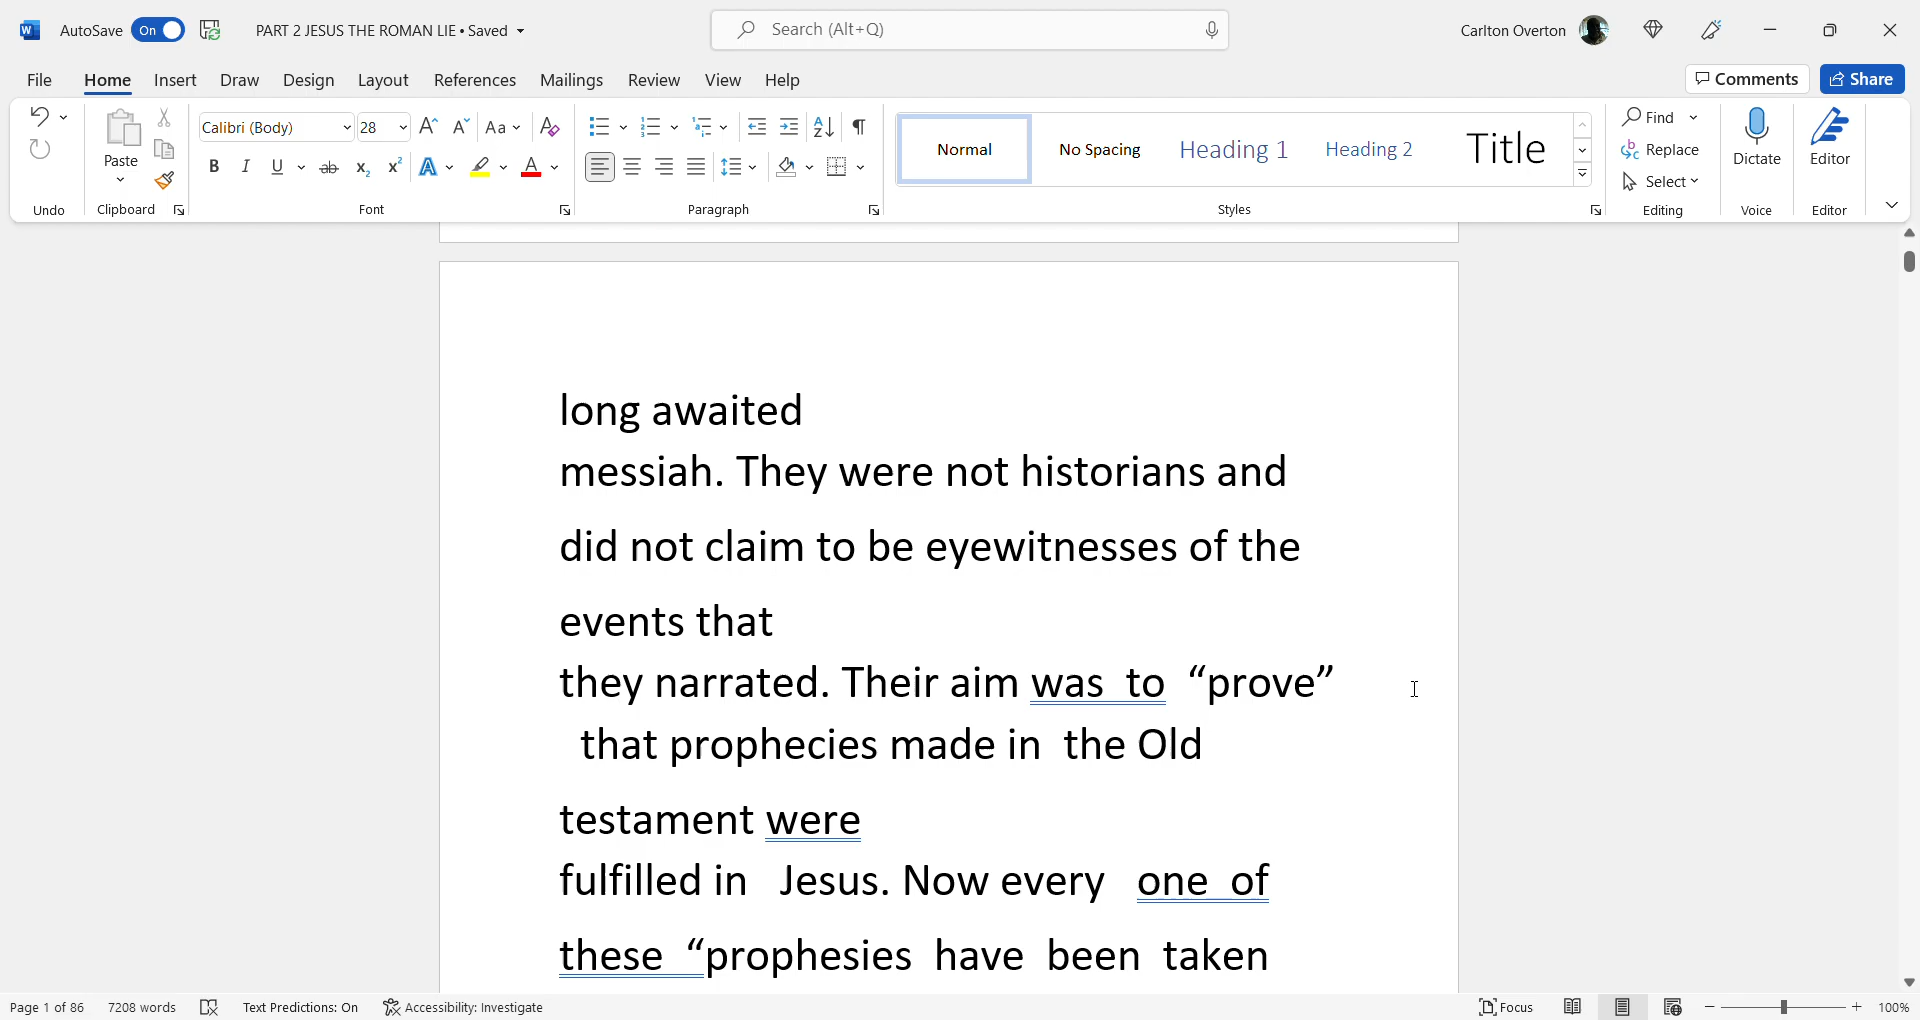 AutoSave On PART 2 JESUS THE ROMAN LIE • Saved Search (Alt+Q) Carlton Overton
File Home Insert Draw Design Layout References Mailings Review View Help Comments Share
Paste
Calibri (Body) 28 Aa
Normal No Spacing Heading 1 Heading 2 Title
Find
Replace
Select
Dictate
Editor
Undo Clipboard Font Paragraph Styles Editing Voice Editor
long awaited
messiah. They were not historians and
did not claim to be eyewitnesses of the
events that
they narrated. Their aim was  to  “prove”
that prophecies made in  the Old
testament were
fulfilled in   Jesus. Now every   one  of
these  “prophesies  have  been  taken
Page 1 of 86 7208 words Text Predictions: On Accessibility: Investigate Focus 100%